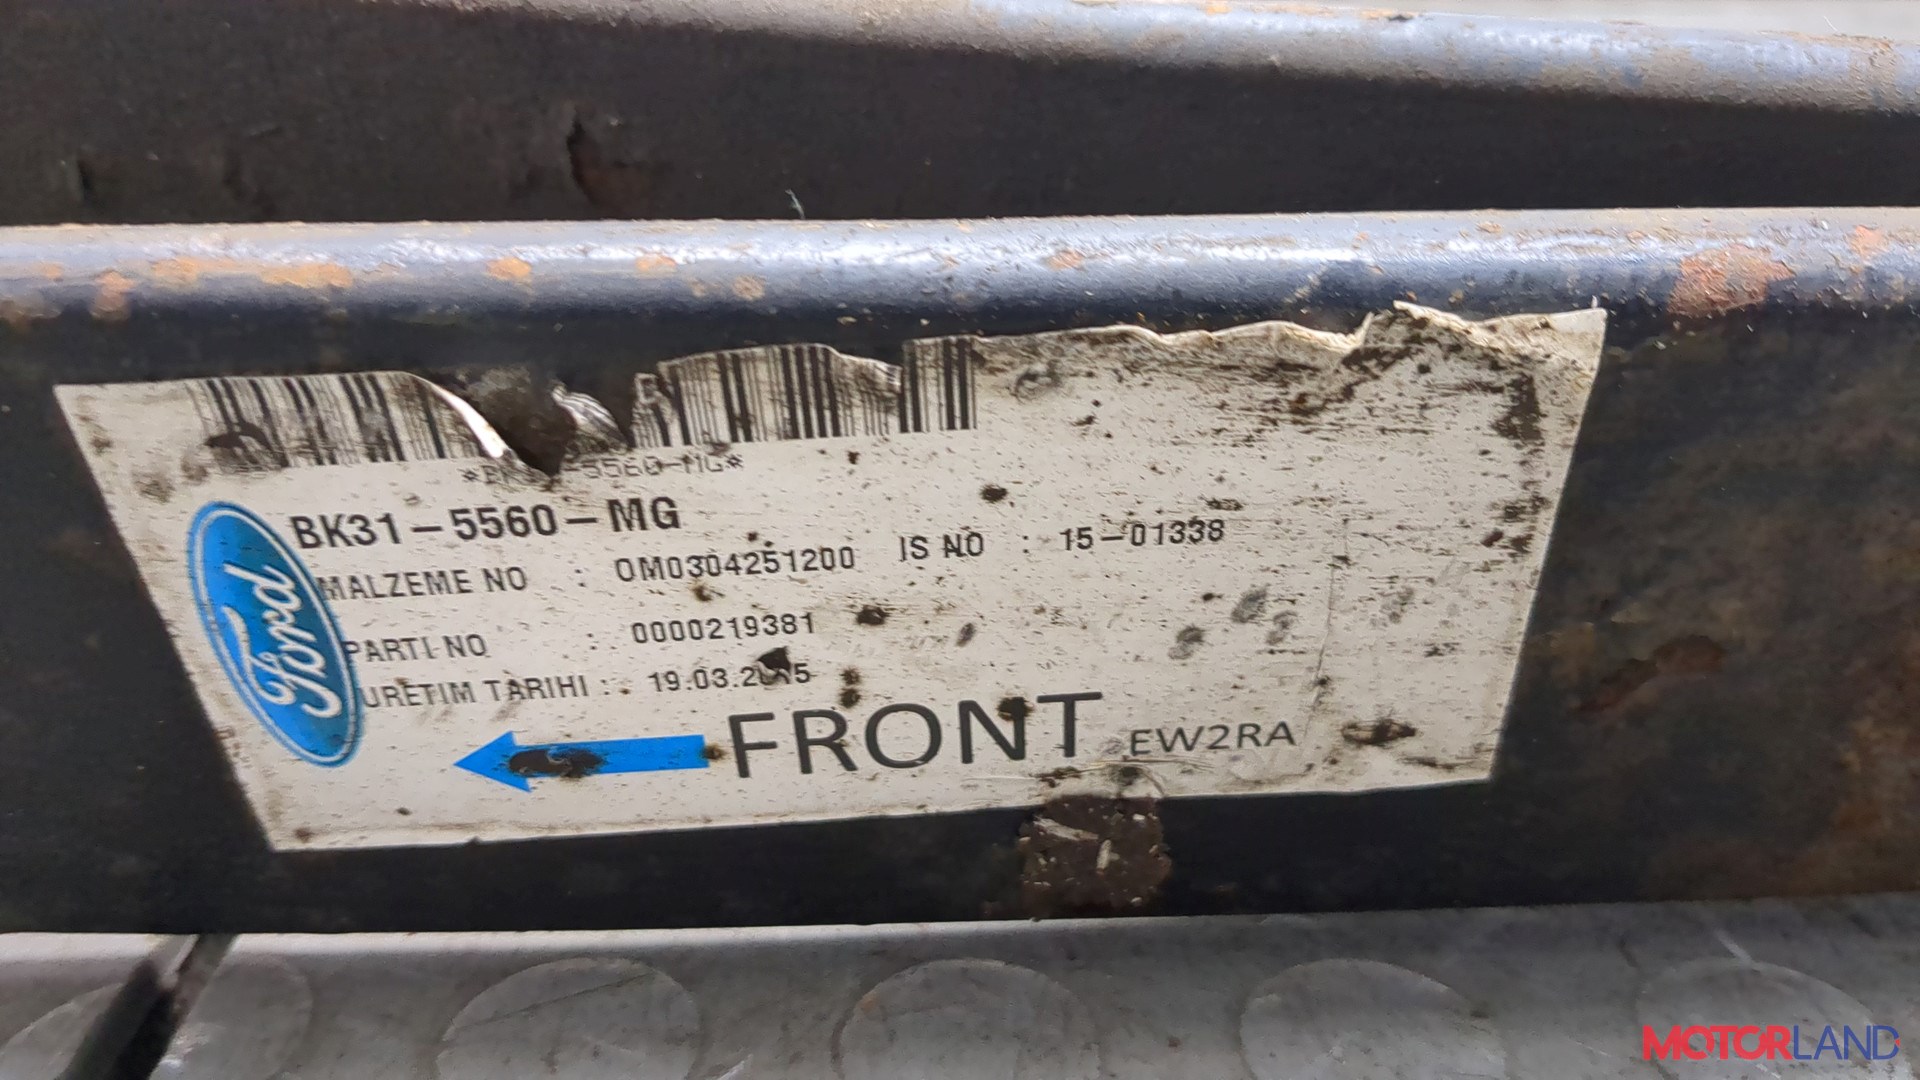 BK31-5560-MG
MALZEME NO : OM0304251200 IS NO : 15-01338
PARTI NO : 0000219381
URETIM TARIHI : 19.03.2015
Ford
FRONT EW2RA
MOTORLAND